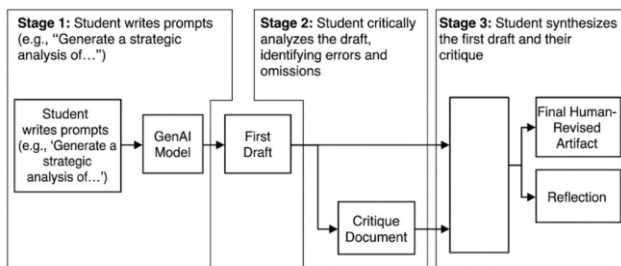 Stage 1: Student writes prompts
(e.g., “Generate a strategic
analysis of…”)
Stage 2: Student critically
analyzes the draft,
identifying errors and
omissions
Stage 3: Student synthesizes
the first draft and their
critique
Student
writes prompts
(e.g., ‘Generate a
strategic
analysis of…’)
GenAI
Model
First
Draft
Critique
Document
Final Human-
Revised
Artifact
Reflection